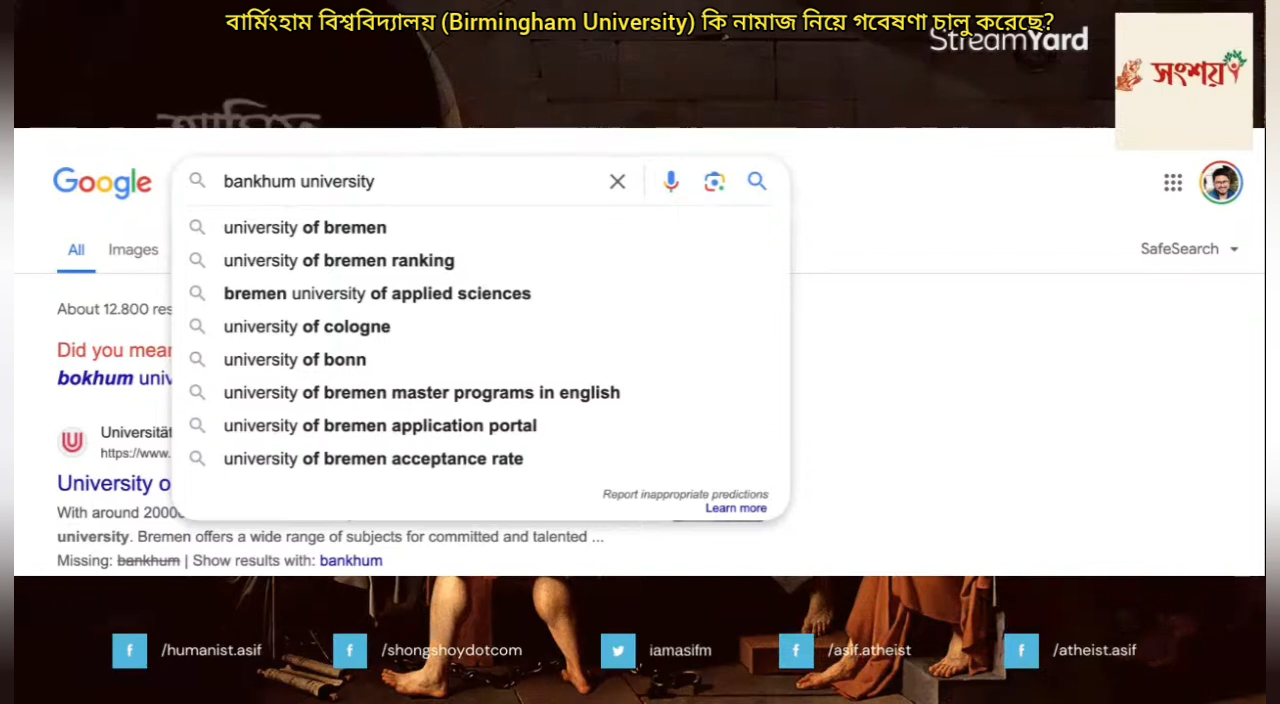 বার্মিংহাম বিশ্ববিদ্যালয় (Birmingham University) কি নামাজ নিয়ে গবেষণা চালু করেছে?
StreamYard
সংশয়
Google
bankhum university
university of bremen
All Images
university of bremen ranking
SafeSearch
bremen university of applied sciences
About 12.800 res
university of cologne
Did you mean
university of bonn
bokhum univ
university of bremen master programs in english
Universität
university of bremen application portal
https://www.
university of bremen acceptance rate
University o
Report inappropriate predictions
Learn more
With around 2000
university. Bremen offers a wide range of subjects for committed and talented ...
Missing: bankhum | Show results with: bankhum
/humanist.asif /shongshoydotcom iamasifm /asif.atheist /atheist.asif